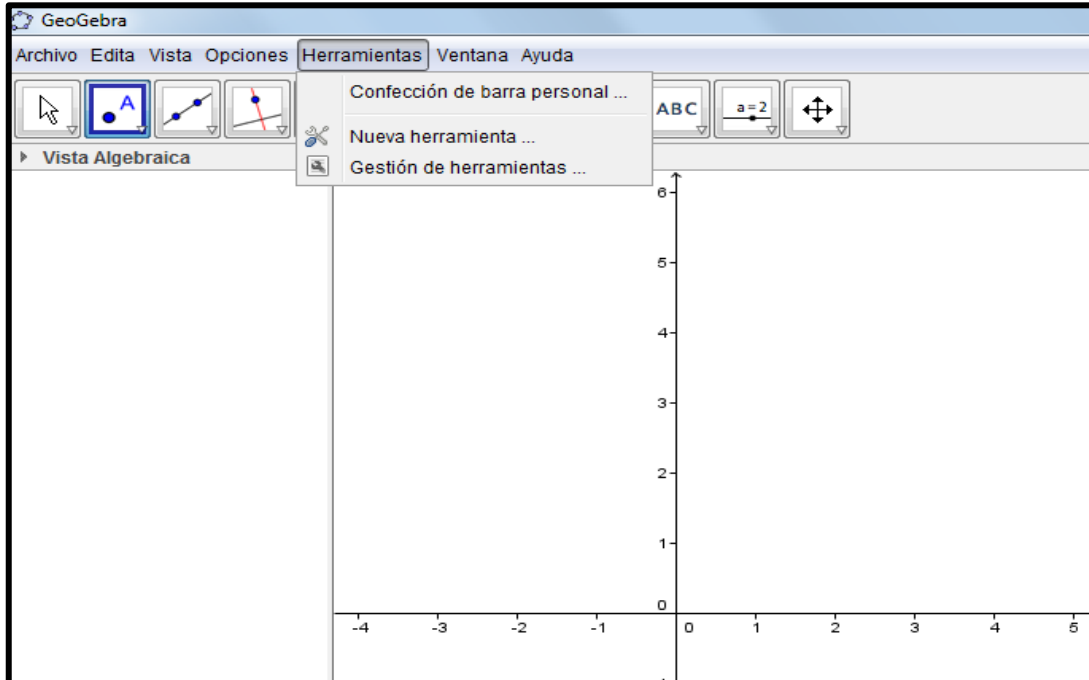 GeoGebra
Archivo Edita Vista Opciones Herramientas Ventana Ayuda
Confección de barra personal ...
Nueva herramienta ...
Gestión de herramientas ...
A
ABC
a=2
Vista Algebraica
6
5
4
3
2
1
0
-4 -3 -2 -1 0 1 2 3 4 5